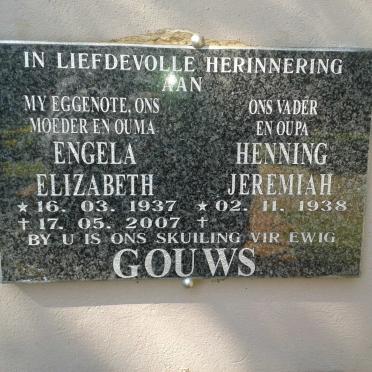 IN LIEFDEVOLLE HERINNERING
AAN
MY EGGENOTE, ONS
MOEDER EN OUMA
ENGELA
ELIZABETH
★ 16. 03. 1937
✝ 17. 05. 2007
ONS VADER
EN OUPA
HENNING
JEREMIAH
★ 02. 11. 1938
✝
BY U IS ONS SKUILING VIR EWIG
GOUWS